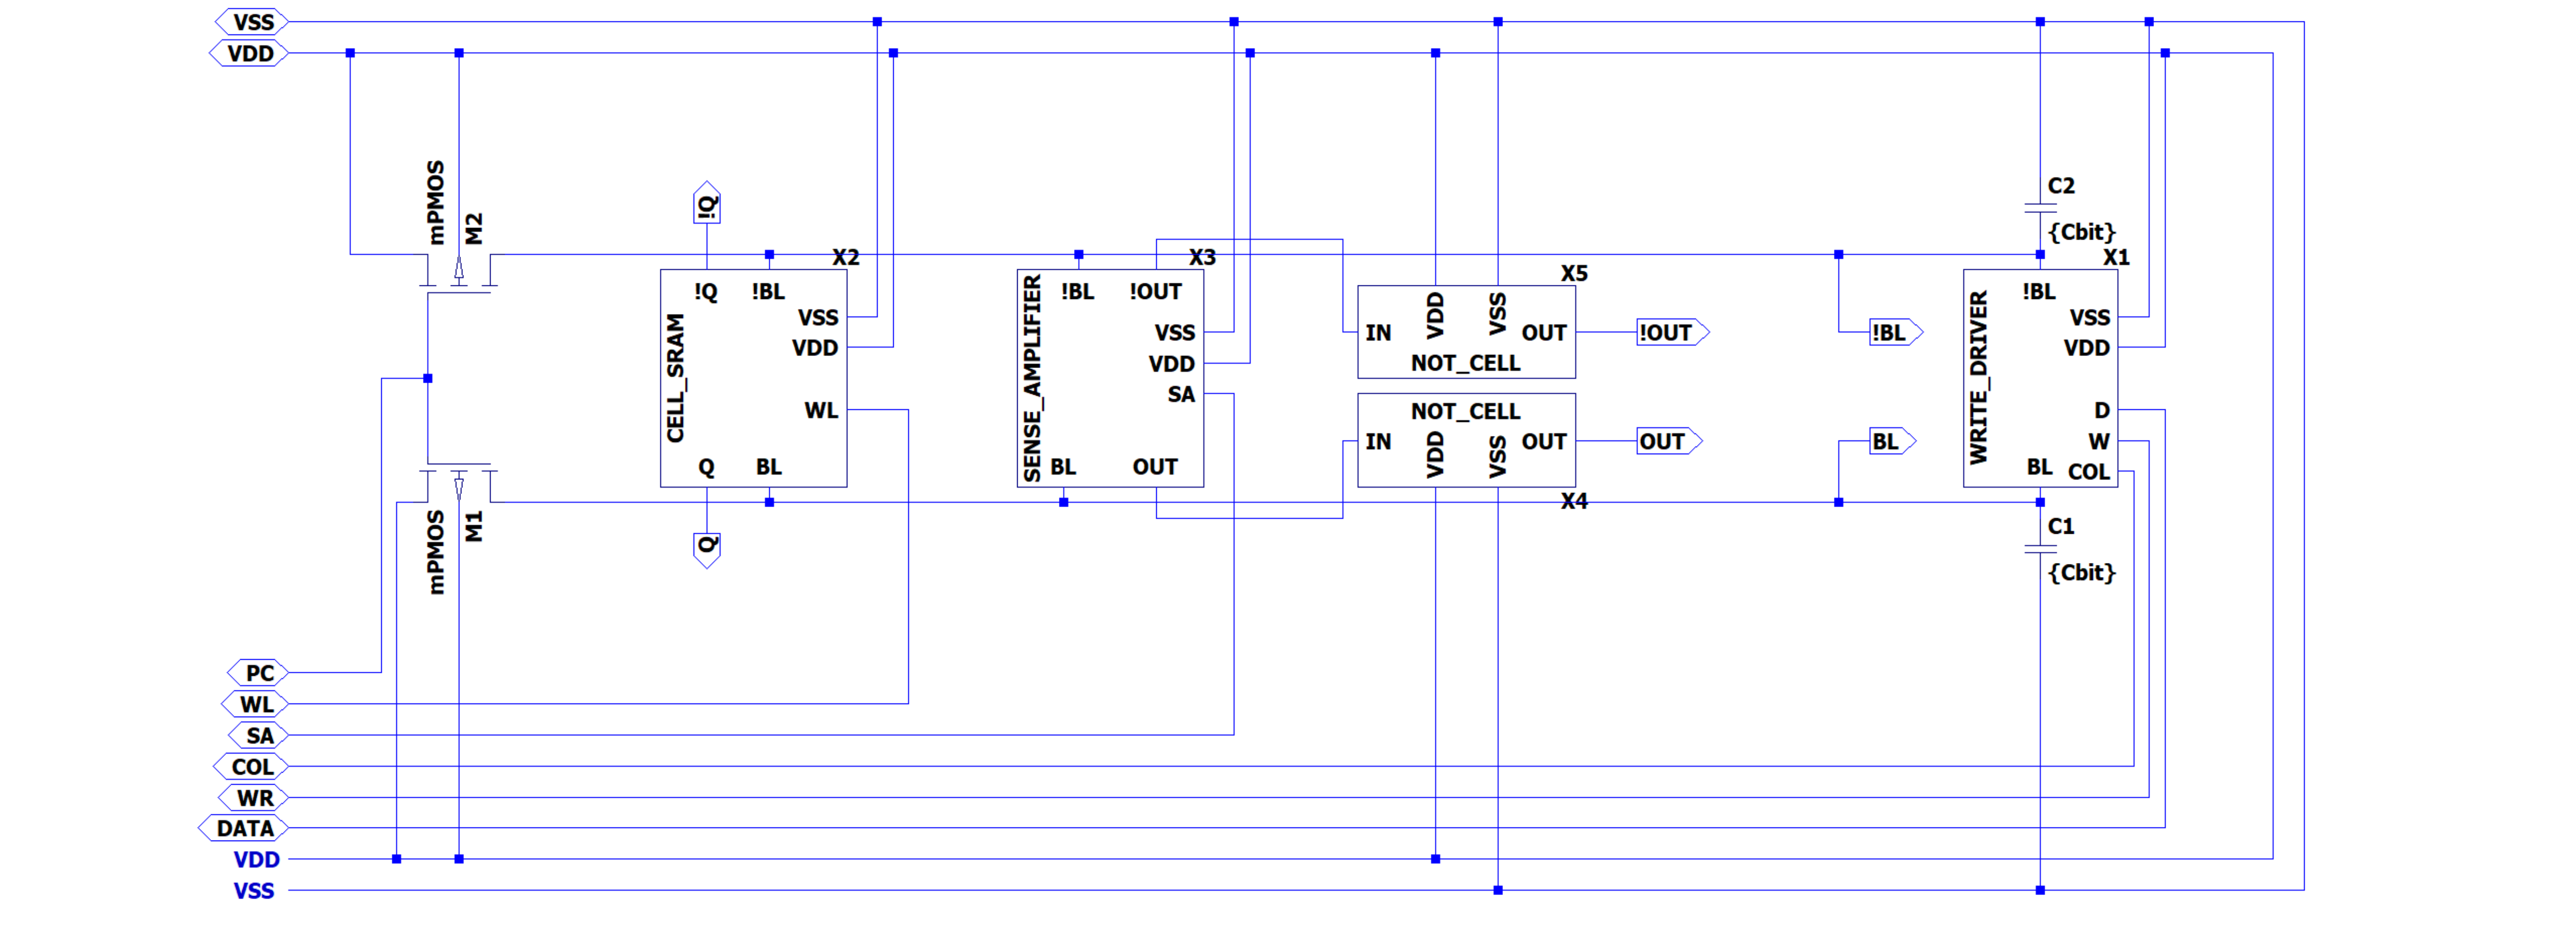 VSS
VDD
mPMOS
M2
!Q
X2
!Q
!BL
VSS
VDD
CELL_SRAM
WL
Q
BL
Q
X3
!BL
!OUT
VSS
VDD
SA
SENSE_AMPLIFIER
BL
OUT
X5
VDD
VSS
IN
OUT
NOT_CELL
!OUT
NOT_CELL
IN
VDD
VSS
OUT
OUT
X4
!BL
BL
C2
{Cbit}
X1
!BL
VSS
VDD
WRITE_DRIVER
D
W
BL
COL
C1
{Cbit}
mPMOS
M1
PC
WL
SA
COL
WR
DATA
VDD
VSS